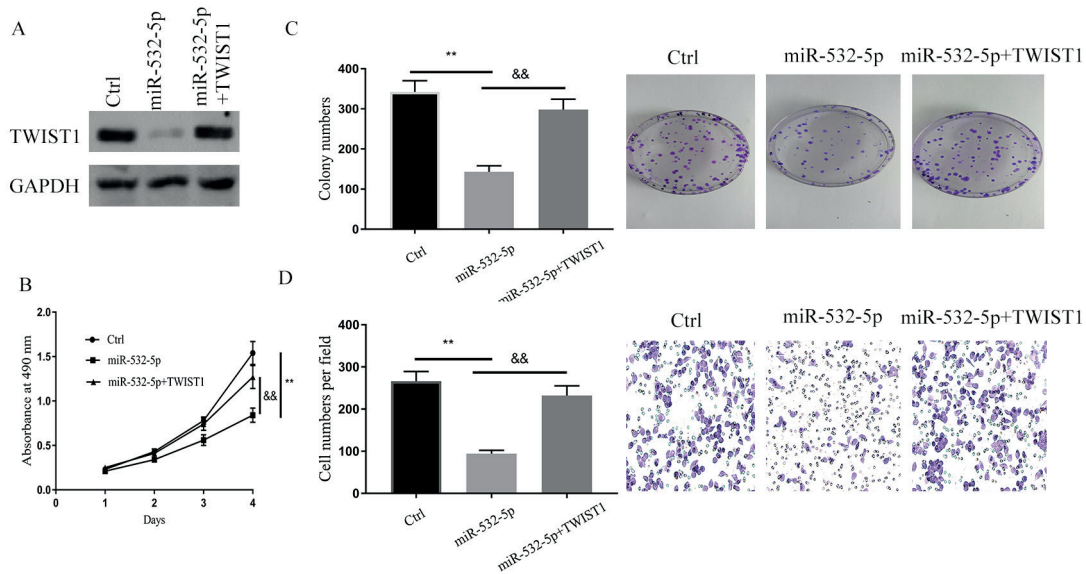 A
Ctrl
miR-532-5p
miR-532-5p
+TWIST1
TWIST1
GAPDH
B
Absorbance at 490 nm
2.0
1.5
1.0
0.5
0.0
1 2 3 4
Days
Ctrl
miR-532-5p
miR-532-5p+TWIST1
&&
**
C
Colony numbers
400
300
200
100
0
**
&&
Ctrl
miR-532-5p
miR-532-5p+TWIST1
Ctrl miR-532-5p miR-532-5p+TWIST1
D
Cell numbers per field
400
300
200
100
0
**
&&
Ctrl
miR-532-5p
miR-532-5p+TWIST1
Ctrl miR-532-5p miR-532-5p+TWIST1